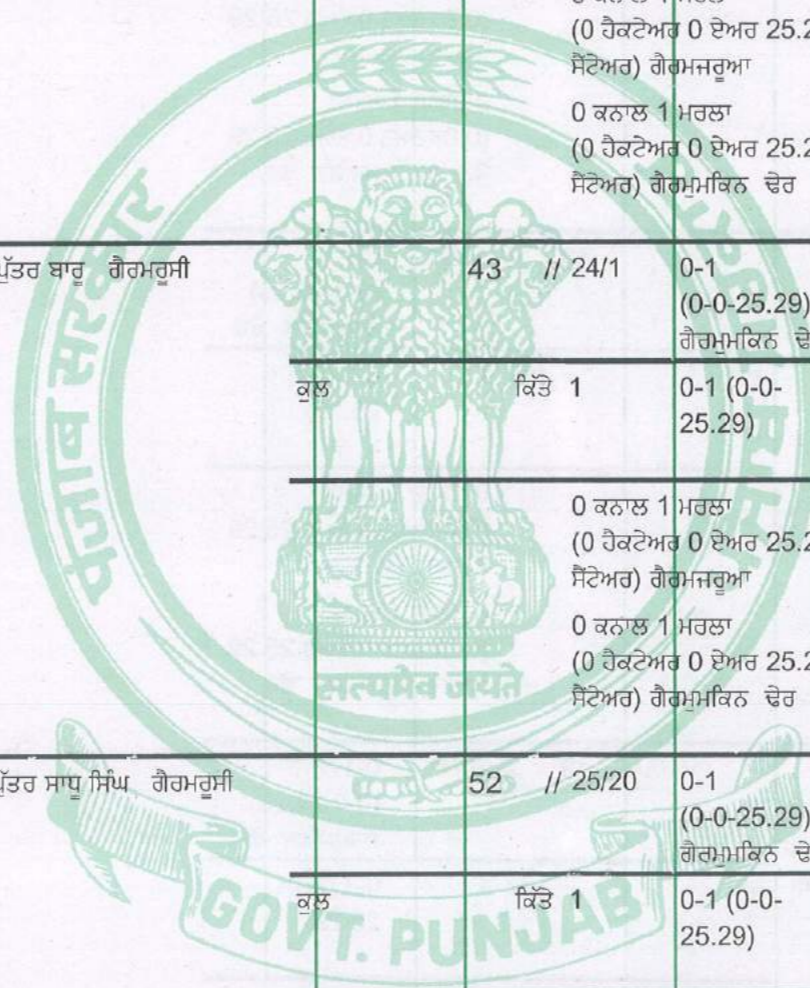 (0 ਹੈਕਟੇਅਰ 0 ਏਅਰ 25.2
ਸੈਂਟੇਅਰ) ਗੈਰਮਜਰੂਆ
0 ਕਨਾਲ 1 ਮਰਲਾ
(0 ਹੈਕਟੇਅਰ 0 ਏਅਰ 25.2
ਸੈਂਟੇਅਰ) ਗੈਰਮੁਮਕਿਨ ਢੇਰ
ਪੁੱਤਰ ਬਾਰੂ ਗੈਰਮਰੂਸੀ 43 // 24/1 0-1
(0-0-25.29)
ਗੈਰਮੁਮਕਿਨ
ਕੁਲ ਕਿੱਤੇ 1 0-1 (0-0-
25.29)
0 ਕਨਾਲ 1 ਮਰਲਾ
(0 ਹੈਕਟੇਅਰ 0 ਏਅਰ 25.2
ਸੈਂਟੇਅਰ) ਗੈਰਮਜਰੂਆ
0 ਕਨਾਲ 1 ਮਰਲਾ
(0 ਹੈਕਟੇਅਰ 0 ਏਅਰ 25.2
ਸੈਂਟੇਅਰ) ਗੈਰਮੁਮਕਿਨ ਢੇਰ
ਪੁੱਤਰ ਸਾਧੂ ਸਿੰਘ ਗੈਰਮਰੂਸੀ 52 // 25/20 0-1
(0-0-25.29)
ਗੈਰਮੁਮਕਿਨ
ਕੁਲ ਕਿੱਤੇ 1 0-1 (0-0-
25.29)
पंजाब सरकार
सत्यमेव जयते
GOVT. PUNJAB